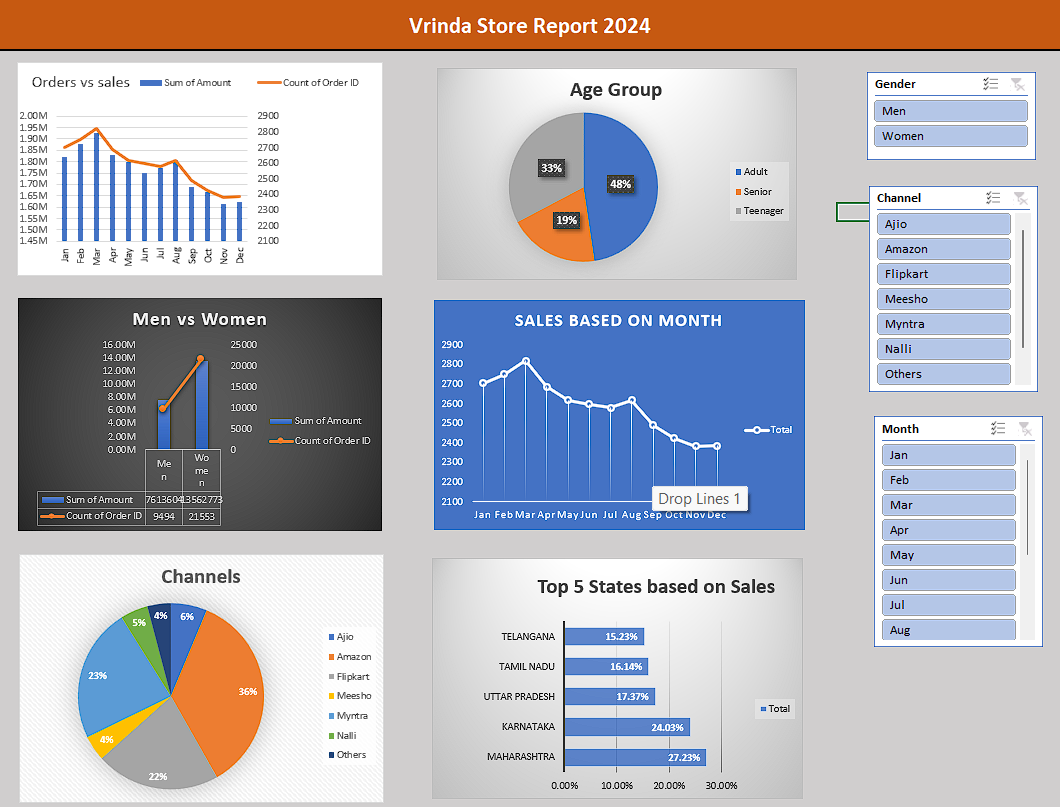 Vrinda Store Report 2024
Orders vs sales
Sum of Amount
Count of Order ID
2.00M
1.95M
1.90M
1.85M
1.80M
1.75M
1.70M
1.65M
1.60M
1.55M
1.50M
1.45M
2900
2800
2700
2600
2500
2400
2300
2200
2100
Jan Feb Mar Apr May Jun Jul Aug Sep Oct Nov Dec
Age Group
33%
48%
19%
Adult
Senior
Teenager
Gender
Men
Women
Channel
Ajio
Amazon
Flipkart
Meesho
Myntra
Nalli
Others
Men vs Women
16.00M
14.00M
12.00M
10.00M
8.00M
6.00M
4.00M
2.00M
0.00M
25000
20000
15000
10000
5000
0
Sum of Amount
Count of Order ID
Me
n
Wo
me
n
Sum of Amount 7613604 13562773
Count of Order ID 9494 21553
SALES BASED ON MONTH
2900
2800
2700
2600
2500
2400
2300
2200
2100
Total
Drop Lines 1
Jan Feb Mar Apr May Jun Jul Aug Sep Oct Nov Dec
Month
Jan
Feb
Mar
Apr
May
Jun
Jul
Aug
Channels
4%
6%
5%
23%
36%
4%
22%
Ajio
Amazon
Flipkart
Meesho
Myntra
Nalli
Others
Top 5 States based on Sales
TELANGANA 15.23%
TAMIL NADU 16.14%
UTTAR PRADESH 17.37%
KARNATAKA 24.03%
MAHARASHTRA 27.23%
Total
0.00% 10.00% 20.00% 30.00%